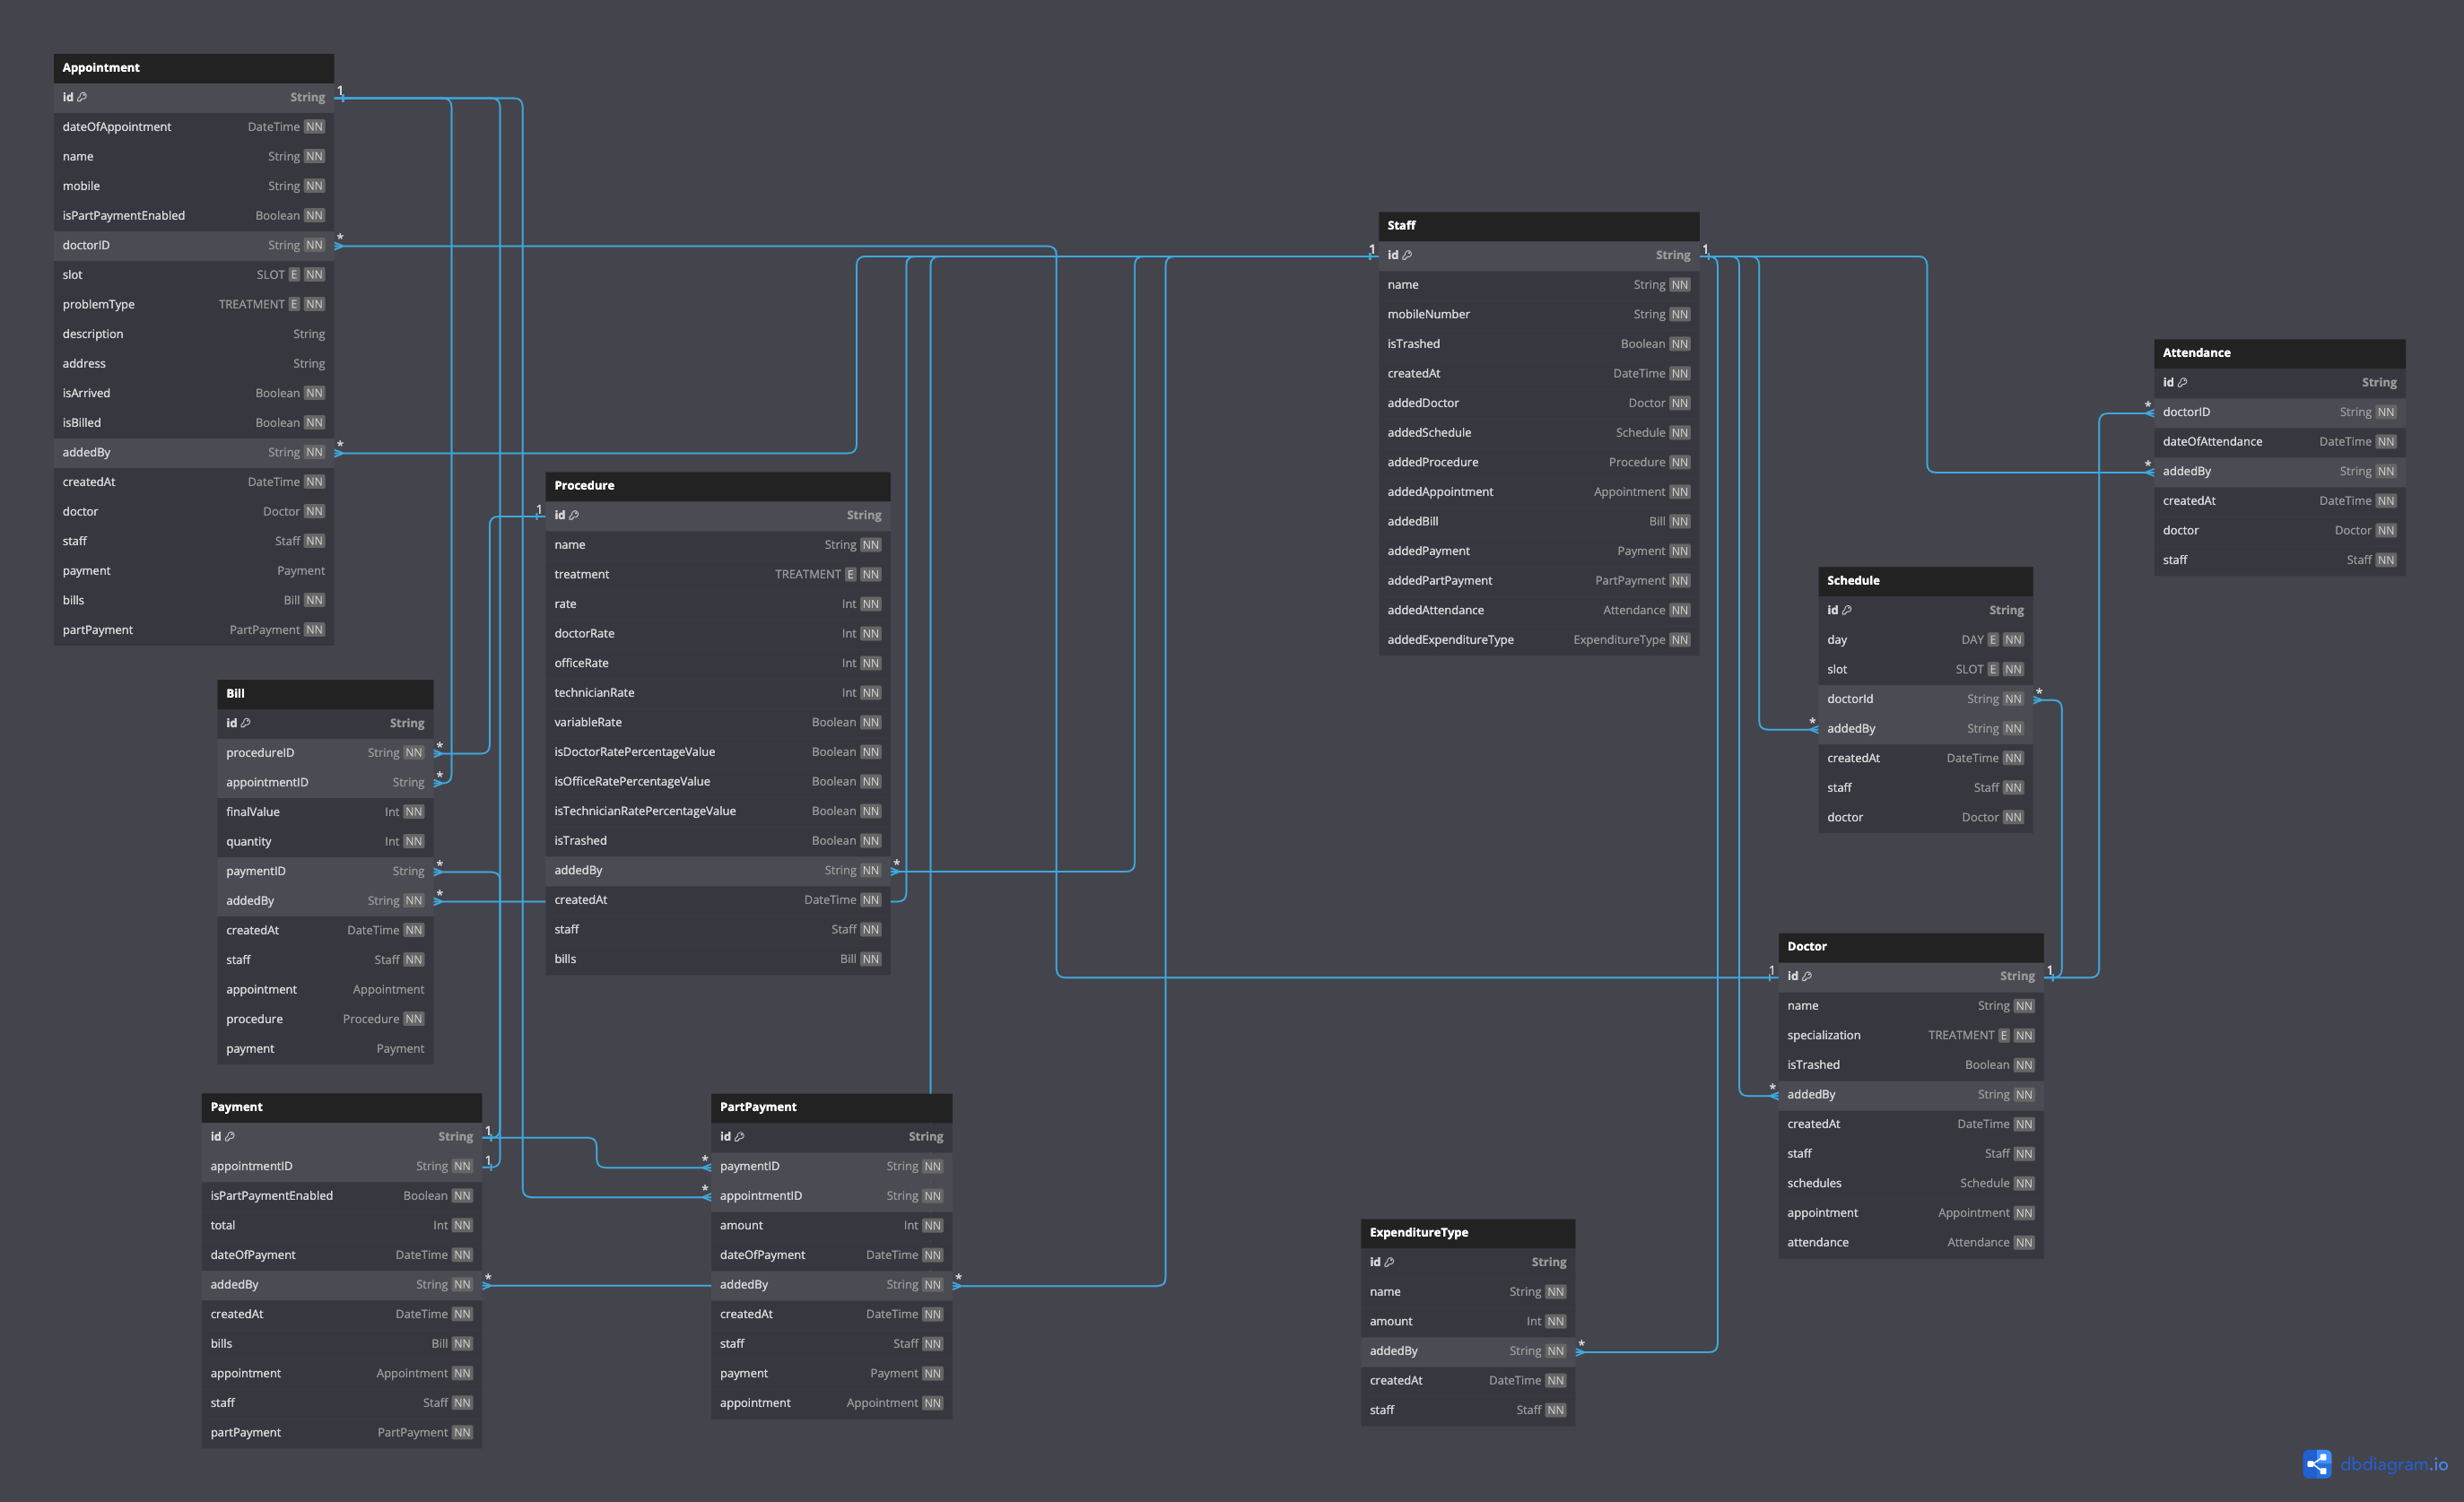 Appointment
id String
dateOfAppointment DateTime NN
name String NN
mobile String NN
isPartPaymentEnabled Boolean NN
doctorID String NN
slot SLOT E NN
problemType TREATMENT E NN
description String
address String
isArrived Boolean NN
isBilled Boolean NN
addedBy String NN
createdAt DateTime NN
doctor Doctor NN
staff Staff NN
payment Payment
bills Bill NN
partPayment PartPayment NN
1
*
*
Bill
id String
procedureID String NN
appointmentID String
finalValue Int NN
quantity Int NN
paymentID String
addedBy String NN
createdAt DateTime NN
staff Staff NN
appointment Appointment
procedure Procedure NN
payment Payment
*
*
*
*
Payment
id String
appointmentID String NN
isPartPaymentEnabled Boolean NN
total Int NN
dateOfPayment DateTime NN
addedBy String NN
createdAt DateTime NN
bills Bill NN
appointment Appointment NN
staff Staff NN
partPayment PartPayment NN
1
1
*
Procedure
1
id String
name String NN
treatment TREATMENT E NN
rate Int NN
doctorRate Int NN
officeRate Int NN
technicianRate Int NN
variableRate Boolean NN
isDoctorRatePercentageValue Boolean NN
isOfficeRatePercentageValue Boolean NN
isTechnicianRatePercentageValue Boolean NN
isTrashed Boolean NN
addedBy String NN
createdAt DateTime NN
staff Staff NN
bills Bill NN
*
PartPayment
id String
paymentID String NN
appointmentID String NN
amount Int NN
dateOfPayment DateTime NN
addedBy String NN
createdAt DateTime NN
staff Staff NN
payment Payment NN
appointment Appointment NN
*
*
*
Staff
1
id String
1
name String NN
mobileNumber String NN
isTrashed Boolean NN
createdAt DateTime NN
addedDoctor Doctor NN
addedSchedule Schedule NN
addedProcedure Procedure NN
addedAppointment Appointment NN
addedBill Bill NN
addedPayment Payment NN
addedPartPayment PartPayment NN
addedAttendance Attendance NN
addedExpenditureType ExpenditureType NN
ExpenditureType
id String
name String NN
amount Int NN
addedBy String NN
createdAt DateTime NN
staff Staff NN
*
Schedule
id String
day DAY E NN
slot SLOT E NN
doctorId String NN
addedBy String NN
createdAt DateTime NN
staff Staff NN
doctor Doctor NN
*
*
Doctor
1
id String
1
name String NN
specialization TREATMENT E NN
isTrashed Boolean NN
addedBy String NN
createdAt DateTime NN
staff Staff NN
schedules Schedule NN
appointment Appointment NN
attendance Attendance NN
*
Attendance
id String
doctorID String NN
dateOfAttendance DateTime NN
addedBy String NN
createdAt DateTime NN
doctor Doctor NN
staff Staff NN
*
*
dbdiagram.io